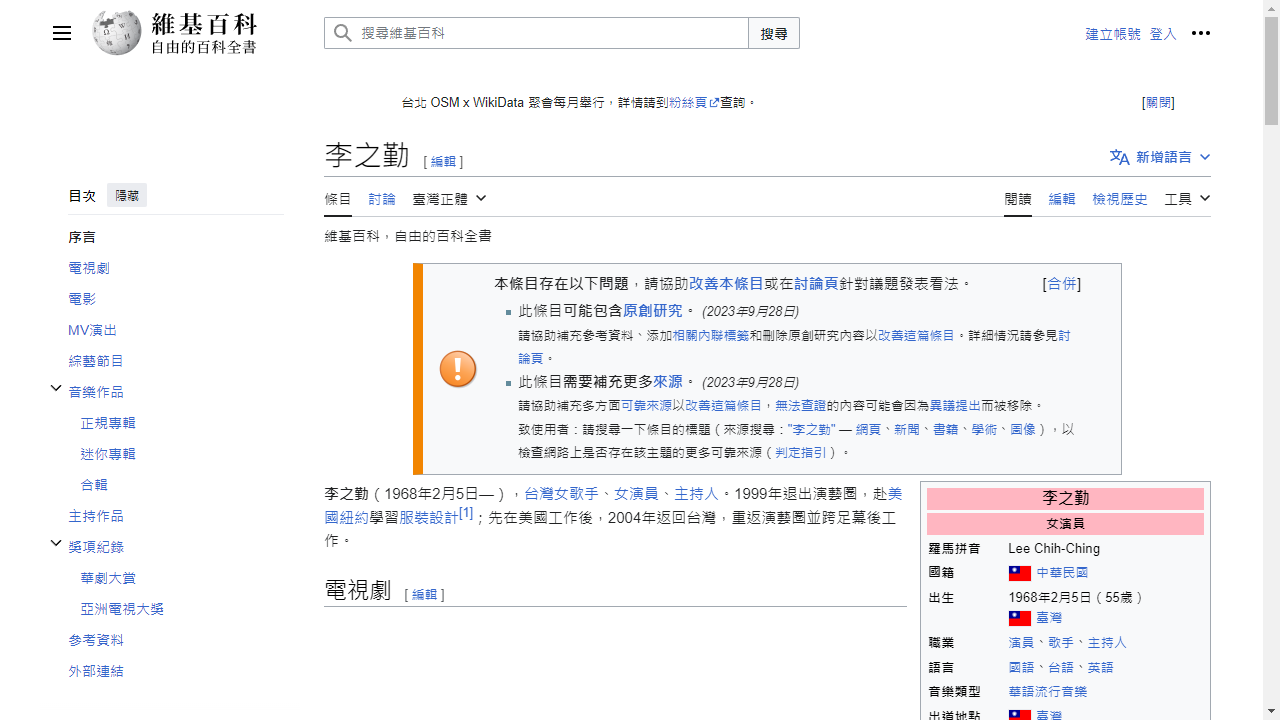 維基百科
自由的百科全書
搜尋維基百科
搜尋
建立帳號 登入
台北 OSM x WikiData 聚會每月舉行，詳情請到粉絲頁查詢。
[關閉]
李之勤 [ 編輯 ]
新增語言
目次 隱藏
條目 討論 臺灣正體
閱讀 編輯 檢視歷史 工具
維基百科，自由的百科全書
序言
電視劇
電影
MV演出
綜藝節目
音樂作品
正規專輯
迷你專輯
合輯
主持作品
獎項紀錄
華劇大賞
亞洲電視大獎
參考資料
外部連結
本條目存在以下問題，請協助改善本條目或在討論頁針對議題發表看法。 [合併]
此條目可能包含原創研究。 (2023年9月28日)
請協助補充參考資料、添加相關內聯標籤和刪除原創研究內容以改善這篇條目。詳細情況請參見討
論頁。
此條目需要補充更多來源。 (2023年9月28日)
請協助補充多方面可靠來源以改善這篇條目，無法查證的內容可能會因為異議提出而被移除。
致使用者：請搜尋一下條目的標題（來源搜尋："李之勤" — 網頁、新聞、書籍、學術、圖像），以
檢查網路上是否存在該主題的更多可靠來源（判定指引）。
李之勤（1968年2月5日—），台灣女歌手、女演員、主持人。1999年退出演藝圈，赴美
國紐約學習服裝設計[1]；先在美國工作後，2004年返回台灣，重返演藝圈並跨足幕後工
作。
電視劇 [ 編輯 ]
李之勤
女演員
羅馬拼音 Lee Chih-Ching
國籍 中華民國
出生 1968年2月5日（55歲）
臺灣
職業 演員、歌手、主持人
語言 國語、台語、英語
音樂類型 華語流行音樂
出道地點 臺灣